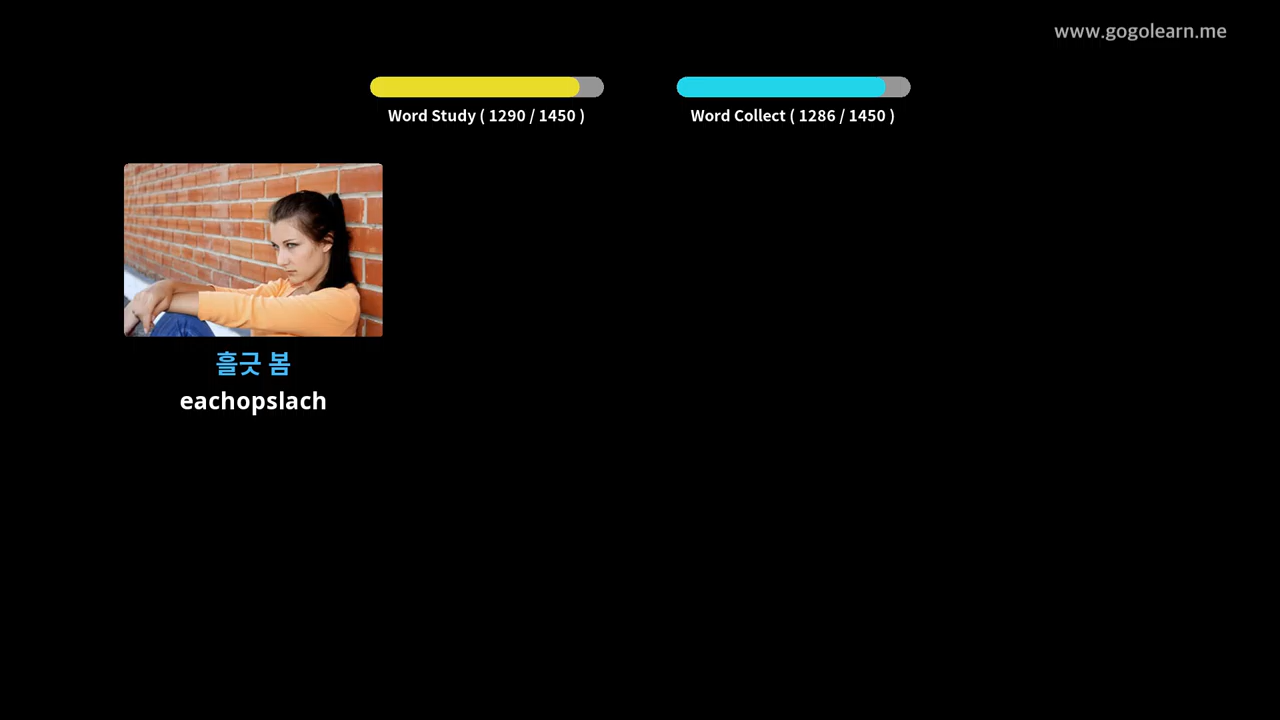 www.gogolearn.me
Word Study ( 1290 / 1450 )
Word Collect ( 1286 / 1450 )
흘긋 봄
eachopslach